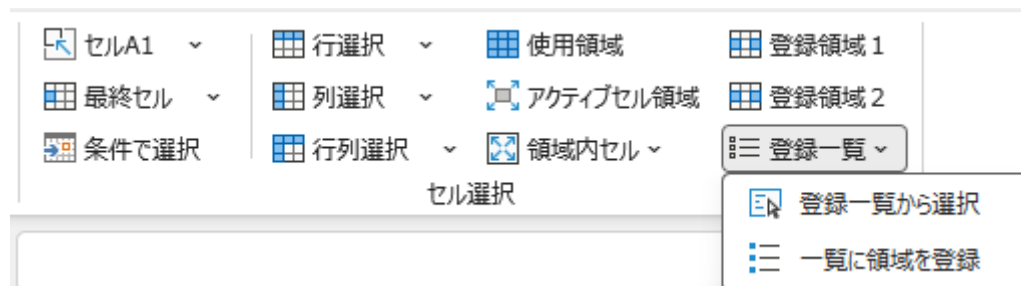 セルA1
行選択
使用領域
登録領域1
最終セル
列選択
アクティブセル領域
登録領域2
条件で選択
行列選択
領域内セル
登録一覧
セル選択
登録一覧から選択
一覧に領域を登録